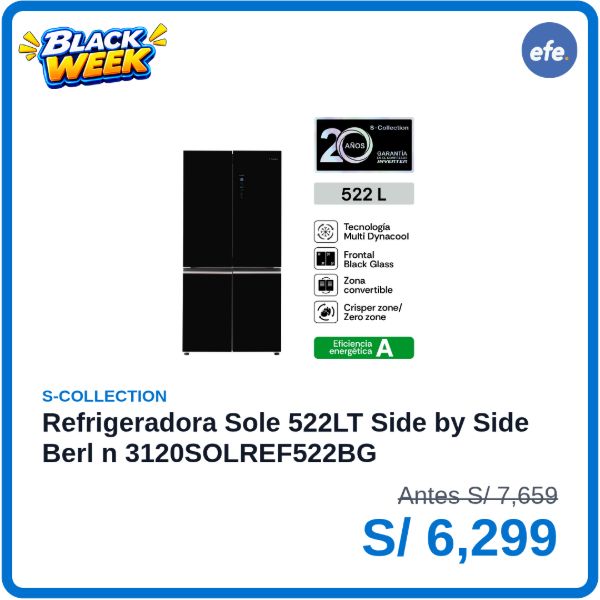 BLACK
WEEK
efe.
S-Collection
20 AÑOS
GARANTÍA
INVERTER
522 L
Tecnología
Multi Dynacool
Frontal
Black Glass
Zona
convertible
Crisper zone/
Zero zone
Eficiencia
energética A
S-COLLECTION
Refrigeradora Sole 522LT Side by Side
Berl n 3120SOLREF522BG
Antes S/ 7,659
S/ 6,299